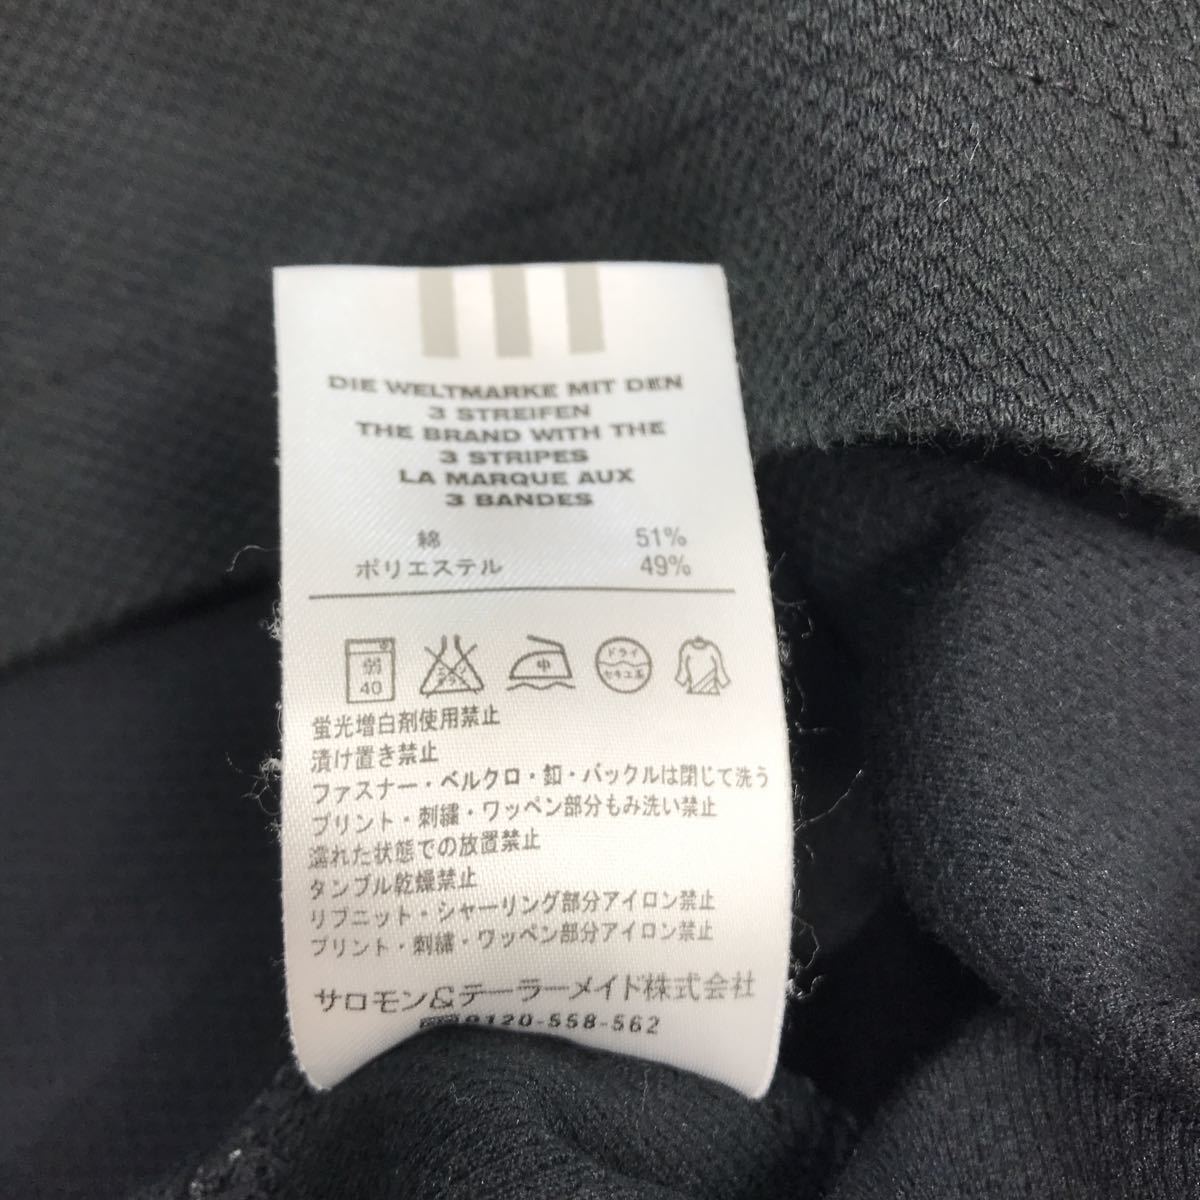 DIE WELTMARKE MIT DEN
3 STREIFEN
THE BRAND WITH THE
3 STRIPES
LA MARQUE AUX
3 BANDES
綿 51%
ポリエステル 49%
弱 40 中 ドライ セキユ系
蛍光増白剤使用禁止
漬け置き禁止
ファスナー・ベルクロ・釦・バックルは閉じて洗う
プリント・刺繍・ワッペン部分もみ洗い禁止
濡れた状態での放置禁止
タンブル乾燥禁止
リブニット・シャーリング部分アイロン禁止
プリント・刺繍・ワッペン部分アイロン禁止
サロモン&テーラーメイド株式会社
0120-558-562